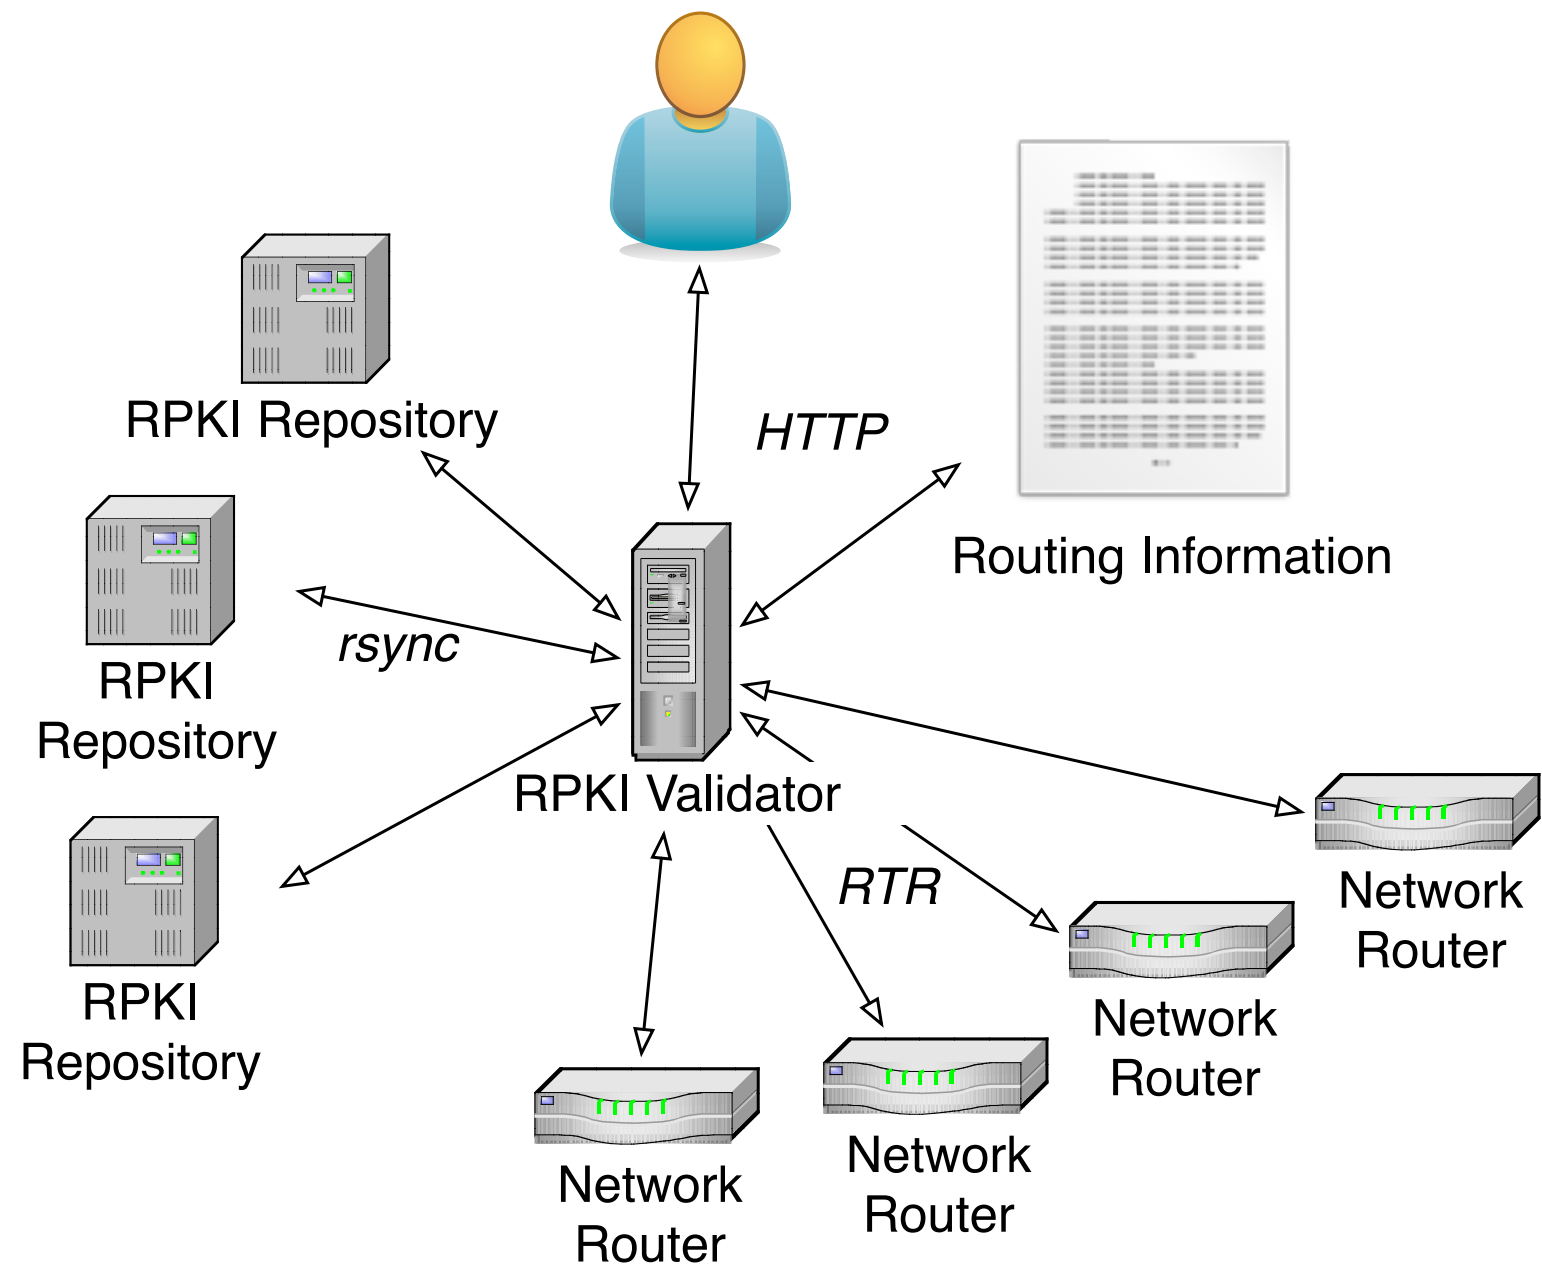 RPKI Repository
HTTP
Routing Information
rsync
RPKI
Repository
RPKI Validator
RTR
Network
Router
RPKI
Repository
Network
Router
Network
Router
Network
Router